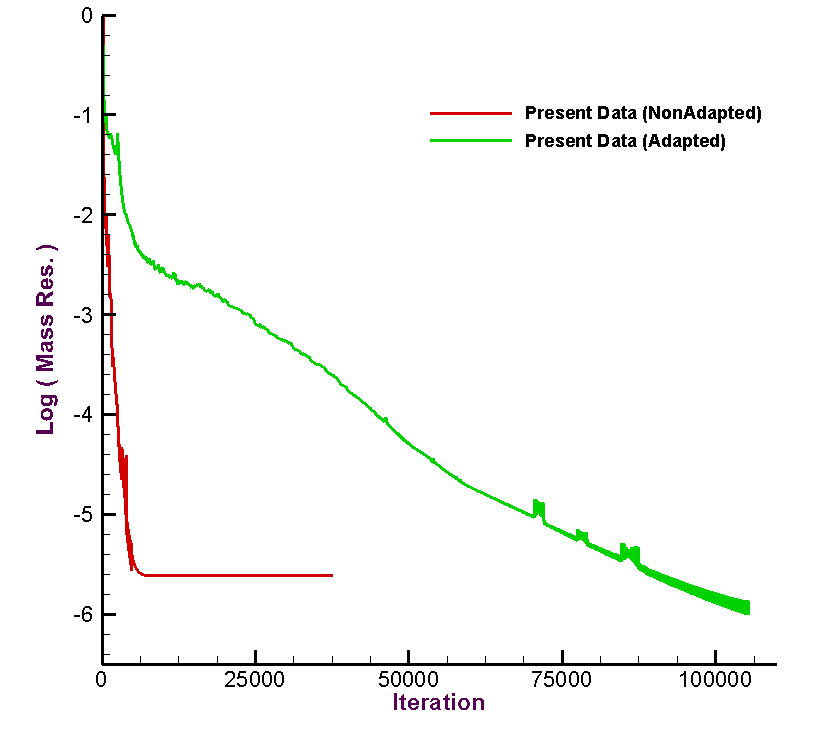 0
-1
-2
-3
-4
-5
-6
Log ( Mass Res. )
Present Data (NonAdapted)
Present Data (Adapted)
0 25000 50000 75000 100000
Iteration